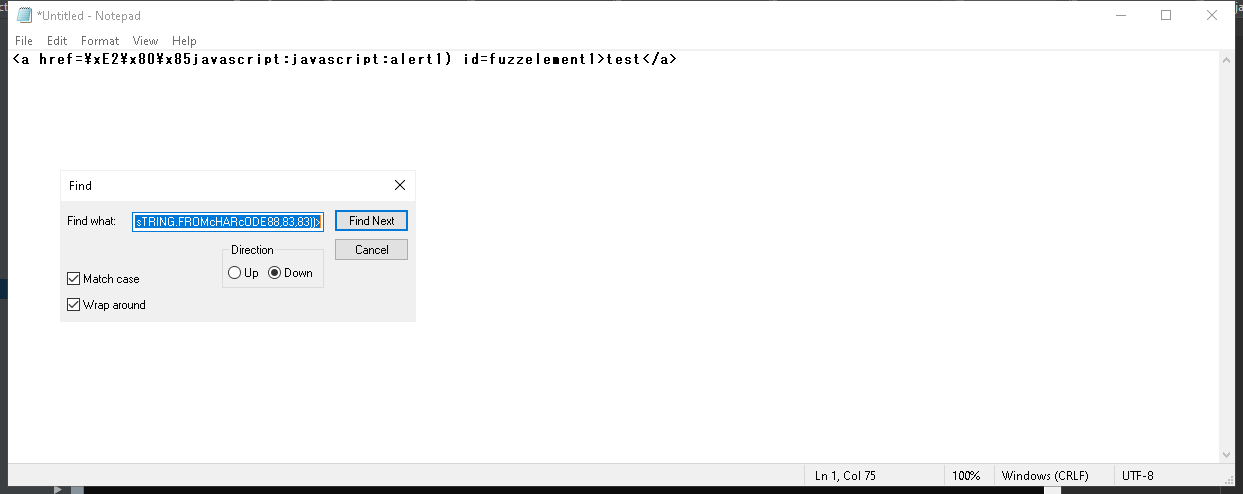 *Untitled - Notepad
File Edit Format View Help
<a href=¥xE2¥x80¥x85javascript:javascript:alert1) id=fuzzelement1>test</a>
Find
Find what: sTRING.FROMcHARcODE88,83,83))> Find Next
Direction Cancel
Up Down
Match case
Wrap around
Ln 1, Col 75 100% Windows (CRLF) UTF-8